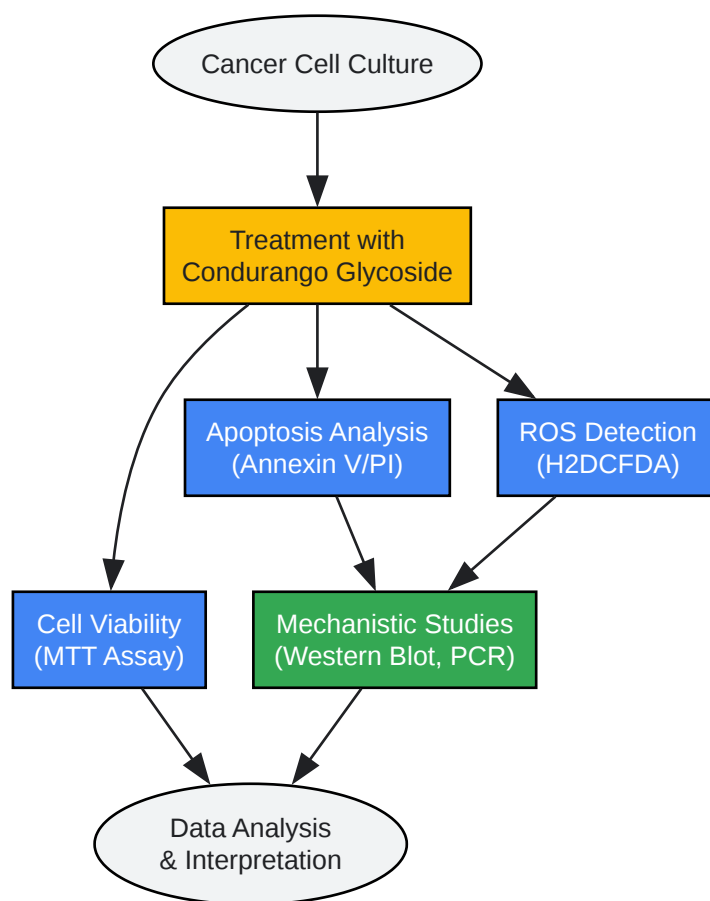 Cancer Cell Culture
Treatment with
Condurango Glycoside
Apoptosis Analysis
(Annexin V/PI)
ROS Detection
(H2DCFDA)
Cell Viability
(MTT Assay)
Mechanistic Studies
(Western Blot, PCR)
Data Analysis
& Interpretation